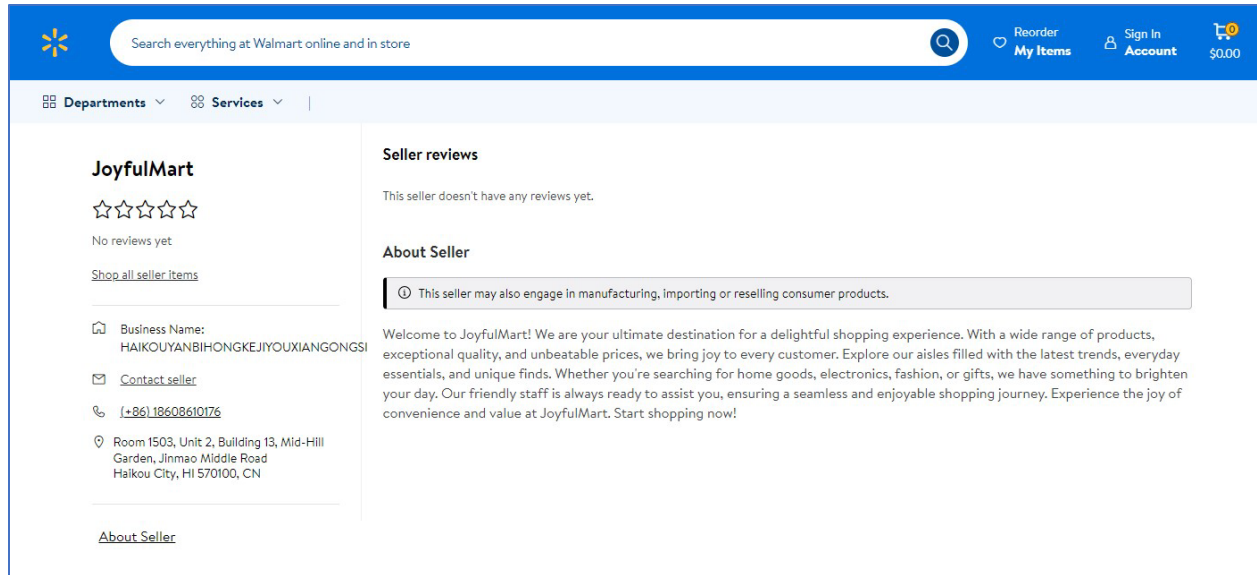 Search everything at Walmart online and in store
Reorder
My Items
Sign In
Account
0
$0.00
Departments
Services
JoyfulMart
No reviews yet
Shop all seller items
Business Name:
HAIKOUYANBIHONGKEJIYOUXIANGONGSI
Contact seller
(+86) 18608610176
Room 1503, Unit 2, Building 13, Mid-Hill
Garden, Jinmao Middle Road
Haikou City, HI 570100, CN
About Seller
Seller reviews
This seller doesn't have any reviews yet.
About Seller
This seller may also engage in manufacturing, importing or reselling consumer products.
Welcome to JoyfulMart! We are your ultimate destination for a delightful shopping experience. With a wide range of products,
exceptional quality, and unbeatable prices, we bring joy to every customer. Explore our aisles filled with the latest trends, everyday
essentials, and unique finds. Whether you're searching for home goods, electronics, fashion, or gifts, we have something to brighten
your day. Our friendly staff is always ready to assist you, ensuring a seamless and enjoyable shopping journey. Experience the joy of
convenience and value at JoyfulMart. Start shopping now!